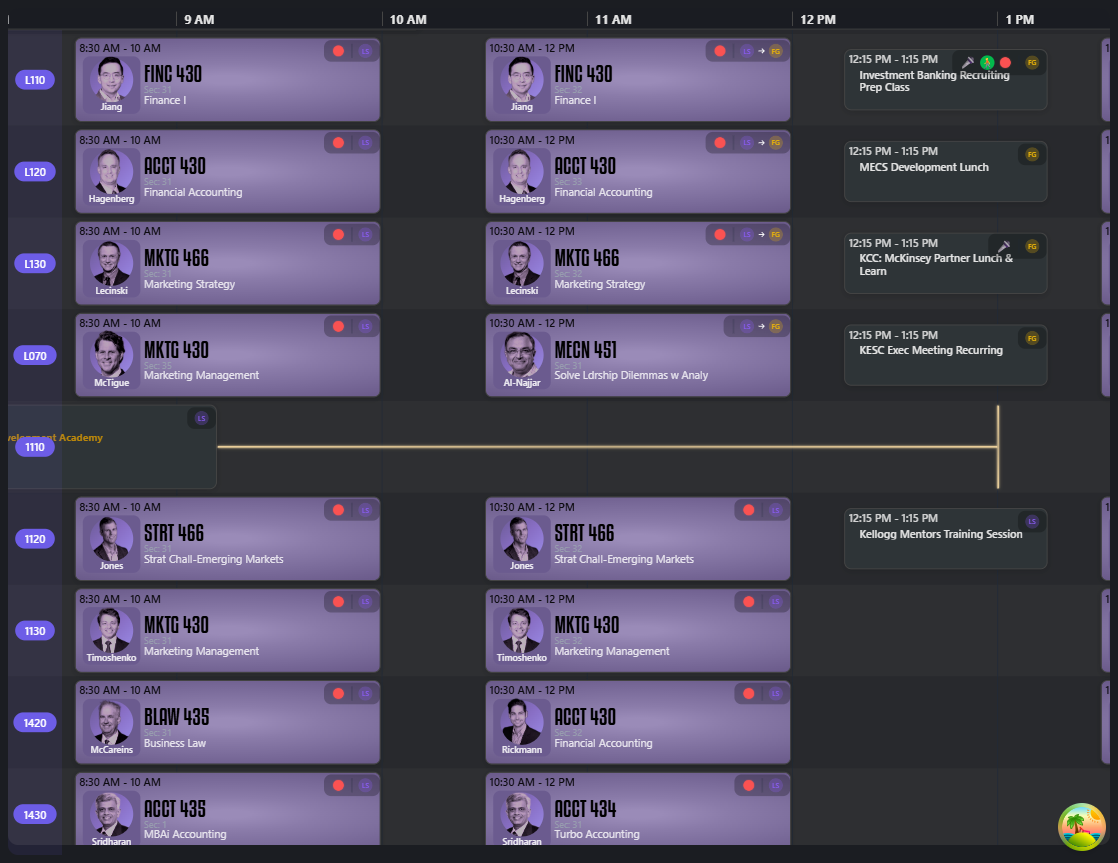 9 AM 10 AM 11 AM 12 PM 1 PM
L110
8:30 AM - 10 AM
LS
FINC 430
Sec: 31
Finance I
Jiang
10:30 AM - 12 PM
LS → FG
FINC 430
Sec: 32
Finance I
Jiang
12:15 PM - 1:15 PM
FG
Investment Banking Recruiting
Prep Class
L120
8:30 AM - 10 AM
LS
ACCT 430
Sec: 31
Financial Accounting
Hagenberg
10:30 AM - 12 PM
LS → FG
ACCT 430
Sec: 33
Financial Accounting
Hagenberg
12:15 PM - 1:15 PM
FG
MECS Development Lunch
L130
8:30 AM - 10 AM
LS
MKTG 466
Sec: 31
Marketing Strategy
Lecinski
10:30 AM - 12 PM
LS → FG
MKTG 466
Sec: 32
Marketing Strategy
Lecinski
12:15 PM - 1:15 PM
FG
KCC: McKinsey Partner Lunch &
Learn
L070
8:30 AM - 10 AM
LS
MKTG 430
Sec: 35
Marketing Management
McTigue
10:30 AM - 12 PM
LS → FG
MECN 451
Sec: 31
Solve Ldrship Dilemmas w Analy
Al-Najjar
12:15 PM - 1:15 PM
FG
KESC Exec Meeting Recurring
LS
Academy
1110
1120
8:30 AM - 10 AM
LS
STRT 466
Sec: 31
Strat Chall-Emerging Markets
Jones
10:30 AM - 12 PM
LS
STRT 466
Sec: 32
Strat Chall-Emerging Markets
Jones
12:15 PM - 1:15 PM
LS
Kellogg Mentors Training Session
1130
8:30 AM - 10 AM
LS
MKTG 430
Sec: 31
Marketing Management
Timoshenko
10:30 AM - 12 PM
LS
MKTG 430
Sec: 32
Marketing Management
Timoshenko
1420
8:30 AM - 10 AM
LS
BLAW 435
Sec: 31
Business Law
McCareins
10:30 AM - 12 PM
LS
ACCT 430
Sec: 32
Financial Accounting
Rickmann
1430
8:30 AM - 10 AM
LS
ACCT 435
MBAi Accounting
Sridharan
10:30 AM - 12 PM
LS
ACCT 434
Sec: 31
Turbo Accounting
Sridharan